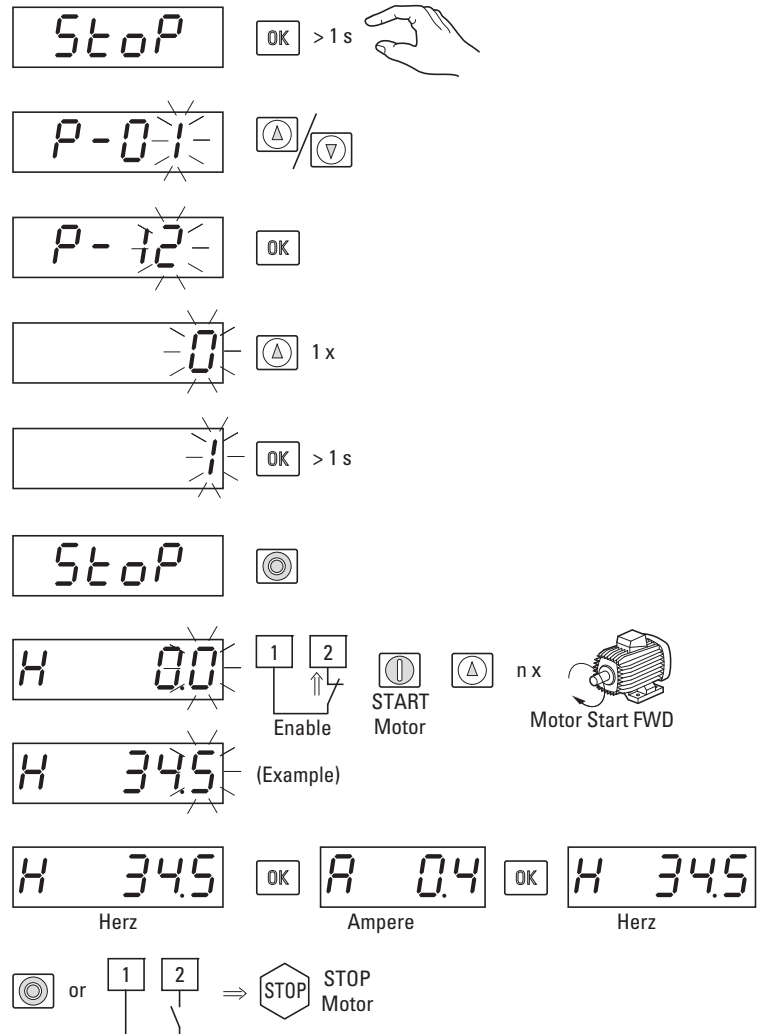 StoP OK > 1 s
P-01
P-12 OK
0 1 x
1 OK > 1 s
StoP
H 0.0 1 2 n x
Enable START Motor Motor Start FWD
H 34.5 (Example)
H 34.5 OK A 0.4 OK H 34.5
Herz Ampere Herz
or 1 2 ⇒ STOP STOP Motor